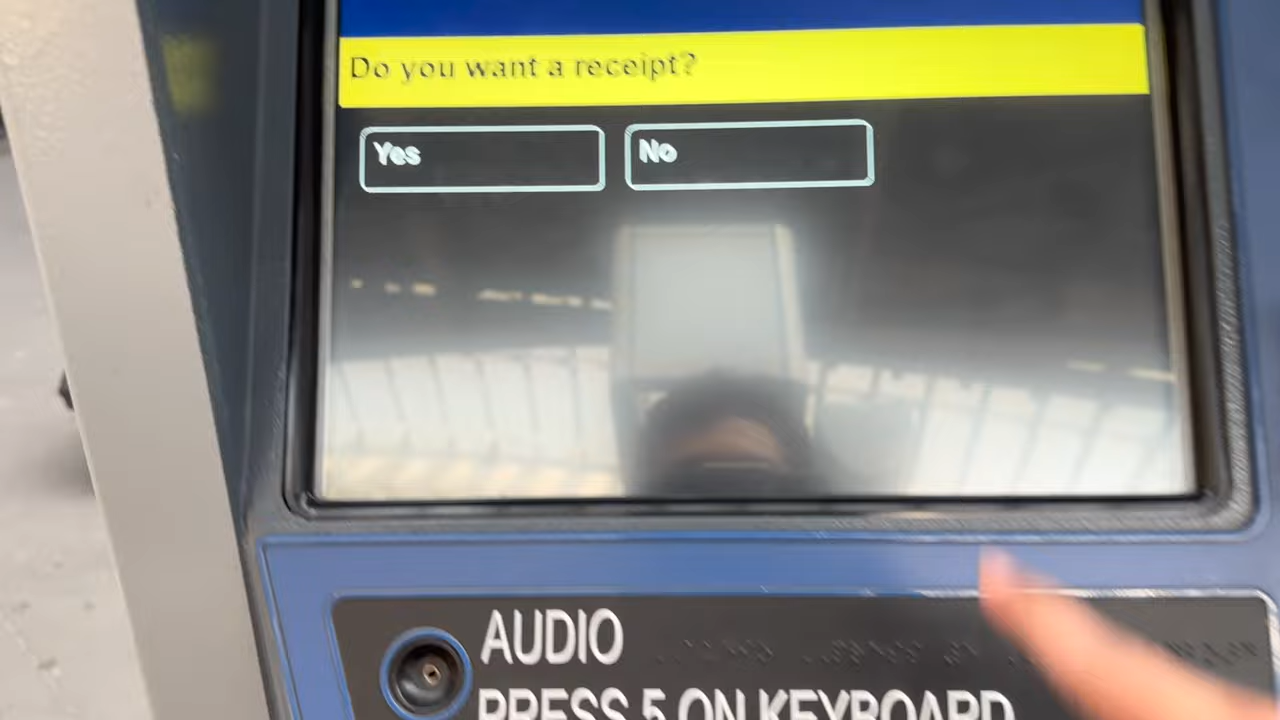 Do you want a receipt?
Yes
No
AUDIO
PRESS 5 ON KEYBOARD